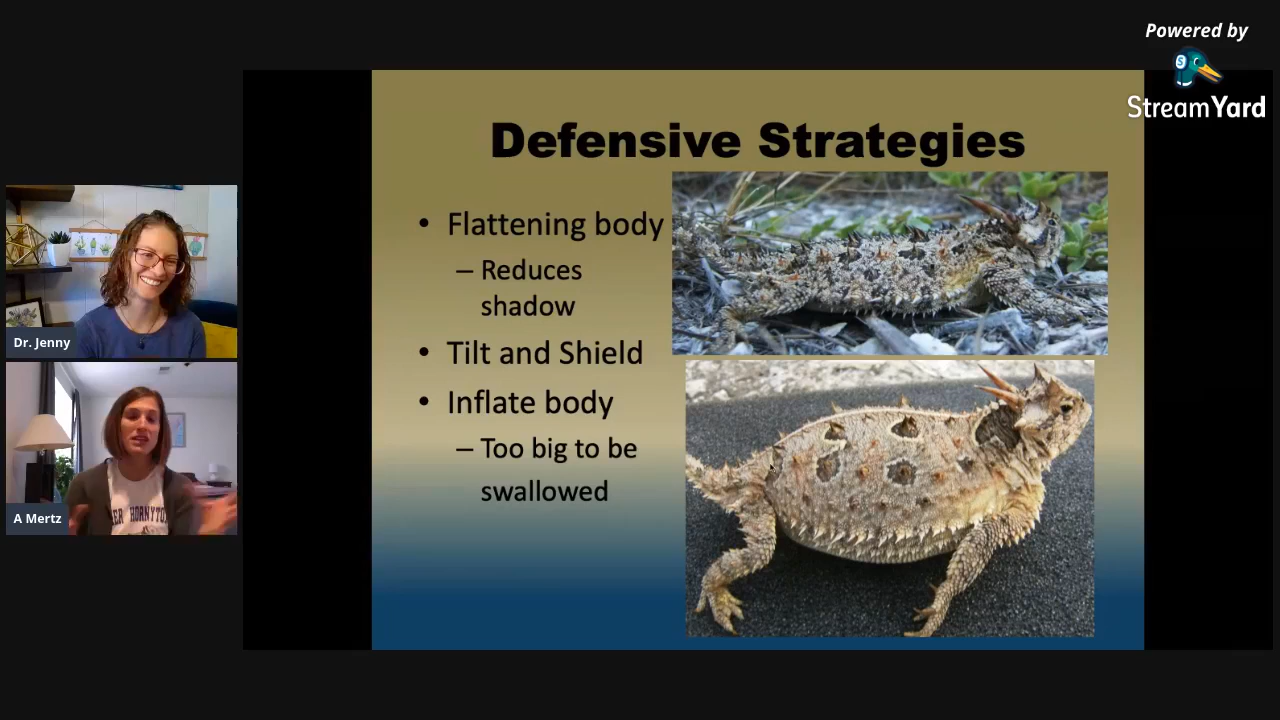 Powered by
StreamYard
Defensive Strategies
• Flattening body
– Reduces
shadow
• Tilt and Shield
• Inflate body
– Too big to be
swallowed
Dr. Jenny
A Mertz